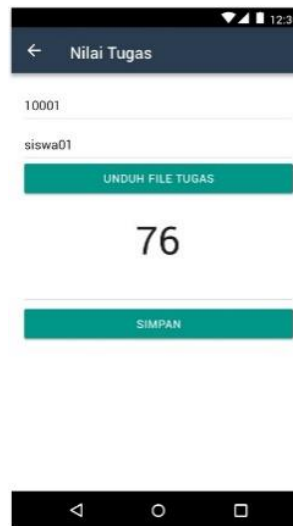 12:3
Nilai Tugas
10001
siswa01
UNDUH FILE TUGAS
76
SIMPAN